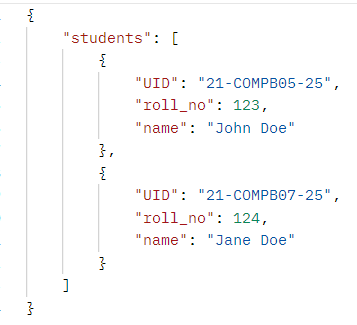 {
"students": [
{
"UID": "21-COMPB05-25",
"roll_no": 123,
"name": "John Doe"
},
{
"UID": "21-COMPB07-25",
"roll_no": 124,
"name": "Jane Doe"
}
]
}